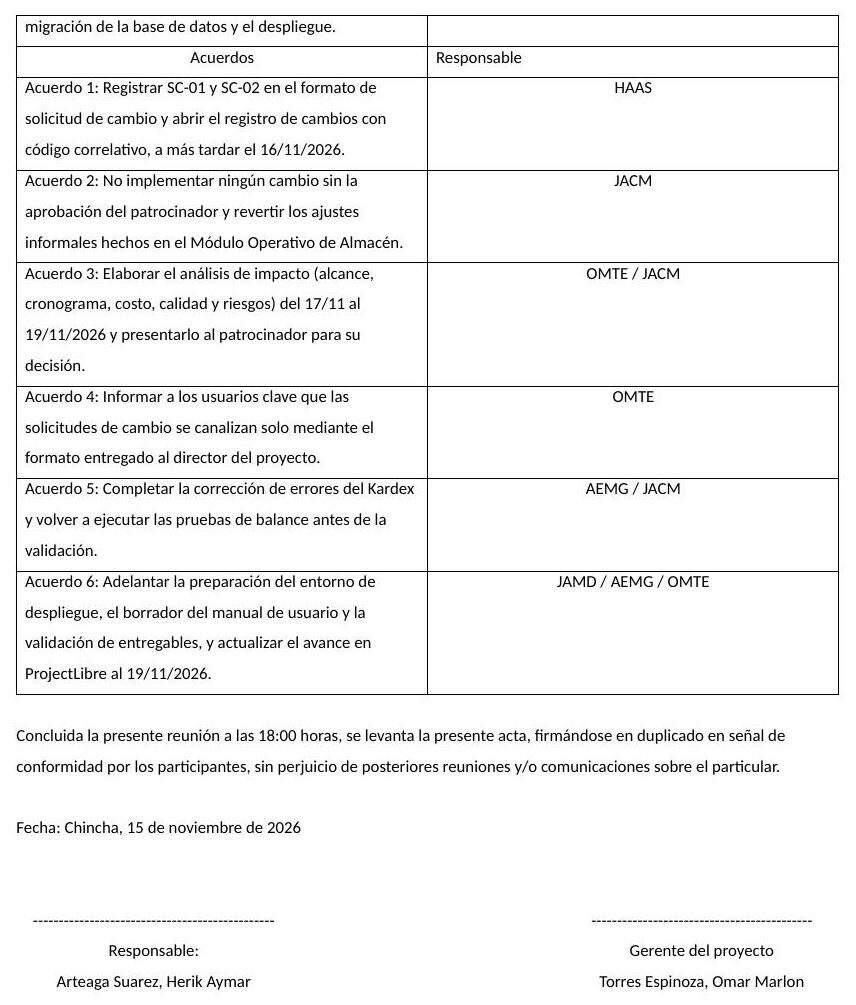 migración de la base de datos y el despliegue.
Acuerdos Responsable
Acuerdo 1: Registrar SC-01 y SC-02 en el formato de HAAS
solicitud de cambio y abrir el registro de cambios con
código correlativo, a más tardar el 16/11/2026.
Acuerdo 2: No implementar ningún cambio sin la JACM
aprobación del patrocinador y revertir los ajustes
informales hechos en el Módulo Operativo de Almacén.
Acuerdo 3: Elaborar el análisis de impacto (alcance, OMTE / JACM
cronograma, costo, calidad y riesgos) del 17/11 al
19/11/2026 y presentarlo al patrocinador para su
decisión.
Acuerdo 4: Informar a los usuarios clave que las OMTE
solicitudes de cambio se canalizan solo mediante el
formato entregado al director del proyecto.
Acuerdo 5: Completar la corrección de errores del Kardex AEMG / JACM
y volver a ejecutar las pruebas de balance antes de la
validación.
Acuerdo 6: Adelantar la preparación del entorno de JAMD / AEMG / OMTE
despliegue, el borrador del manual de usuario y la
validación de entregables, y actualizar el avance en
ProjectLibre al 19/11/2026.
Concluida la presente reunión a las 18:00 horas, se levanta la presente acta, firmándose en duplicado en señal de
conformidad por los participantes, sin perjuicio de posteriores reuniones y/o comunicaciones sobre el particular.
Fecha: Chincha, 15 de noviembre de 2026
----------------------------------------------- -------------------------------------------
Responsable: Gerente del proyecto
Arteaga Suarez, Herik Aymar Torres Espinoza, Omar Marlon